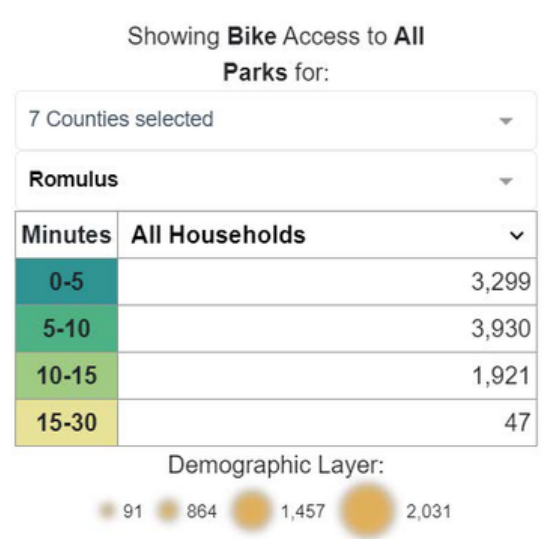 Showing Bike Access to All
Parks for:
7 Counties selected
Romulus
Minutes All Households
0-5 3,299
5-10 3,930
10-15 1,921
15-30 47
Demographic Layer:
91 864 1,457 2,031